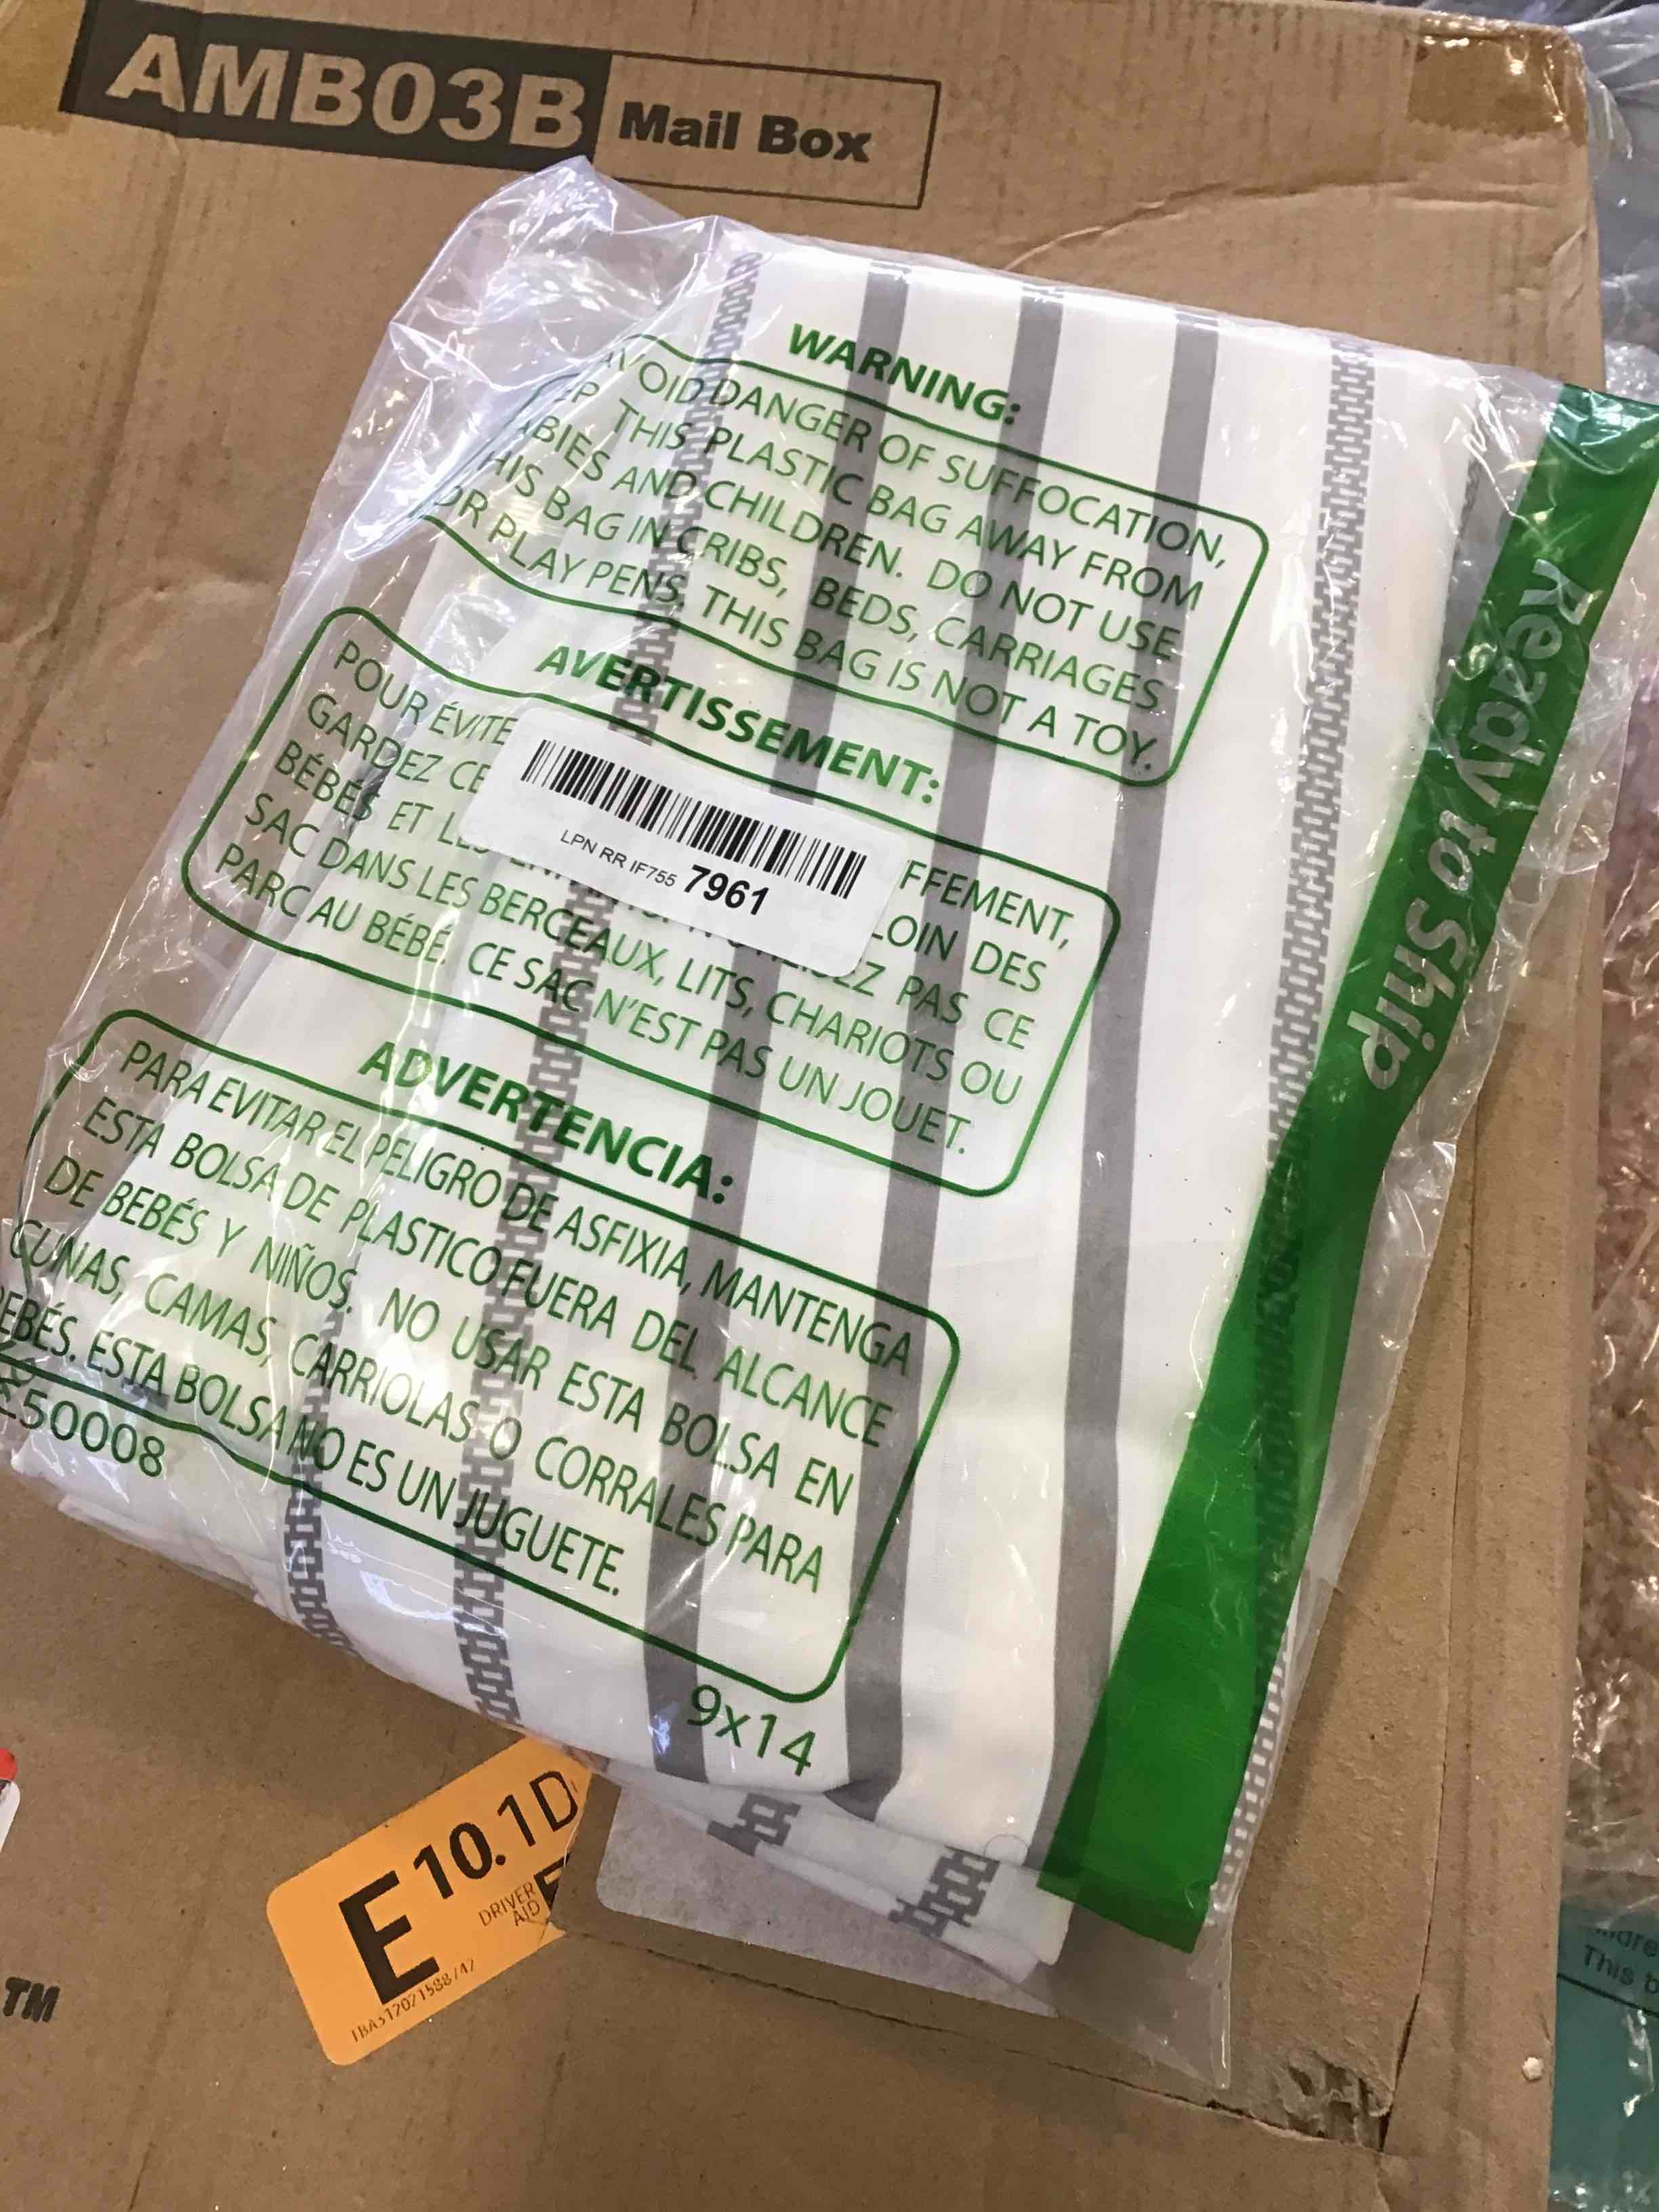 AMB03B Mail Box
WARNING:
AVOID DANGER OF SUFFOCATION,
THIS PLASTIC BAG AWAY FROM
AND CHILDREN. DO NOT USE
THIS BAG IN CRIBS, BEDS, CARRIAGES
OR PLAY PENS. THIS BAG IS NOT A TOY.
AVERTISSEMENT:
POUR ÉVITE FFEMENT,
GARDEZ CE LOIN DES
BÉBÉS ET PAS CE
SAC DANS LES BERCEAUX, LITS, CHARIOTS OU
PARC AU BÉBÉ. CE SAC N'EST PAS UN JOUET.
LPN RR IF755 7961
ADVERTENCIA:
PARA EVITAR EL PELIGRO DE ASFIXIA, MANTENGA
ESTA BOLSA DE PLASTICO FUERA DEL ALCANCE
DE BEBÉS Y NIÑOS. NO USAR ESTA BOLSA EN
CUNAS, CAMAS, CARRIOLAS O CORRALES PARA
EBÉS. ESTA BOLSA NO ES UN JUGUETE.
50008
9x14
Ready to Ship
E 10.1D
DRIVER
AID
TM
This b